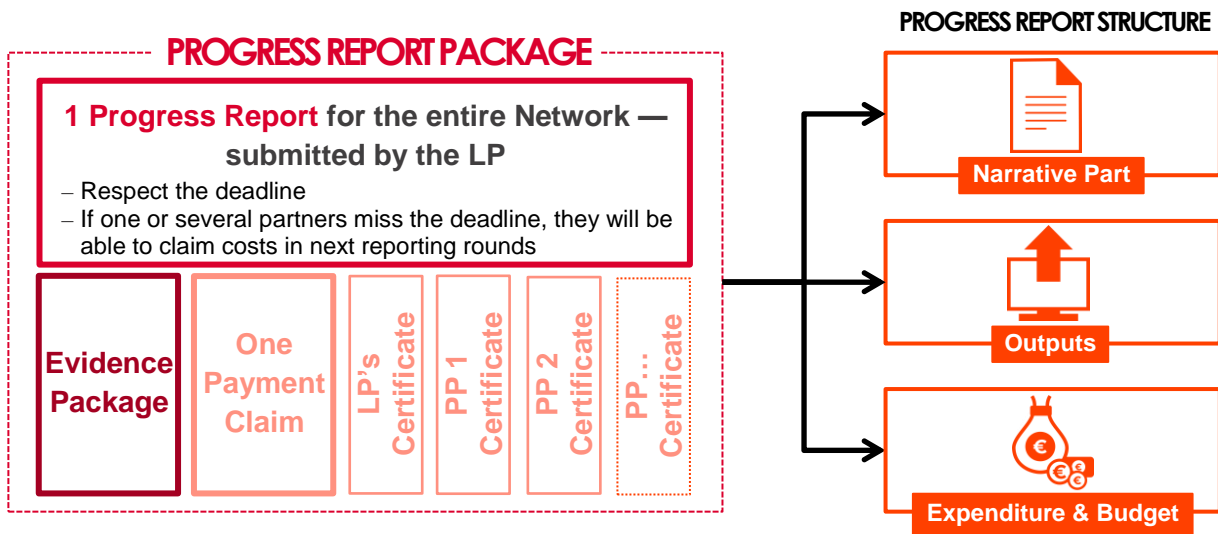 PROGRESS REPORT PACKAGE
1 Progress Report for the entire Network —
submitted by the LP
– Respect the deadline
– If one or several partners miss the deadline, they will be
able to claim costs in next reporting rounds
Evidence
Package
One
Payment
Claim
LP's
Certificate
PP 1
Certificate
PP 2
Certificate
PP...
Certificate
PROGRESS REPORT STRUCTURE
Narrative Part
Outputs
€
€
€
€
Expenditure & Budget